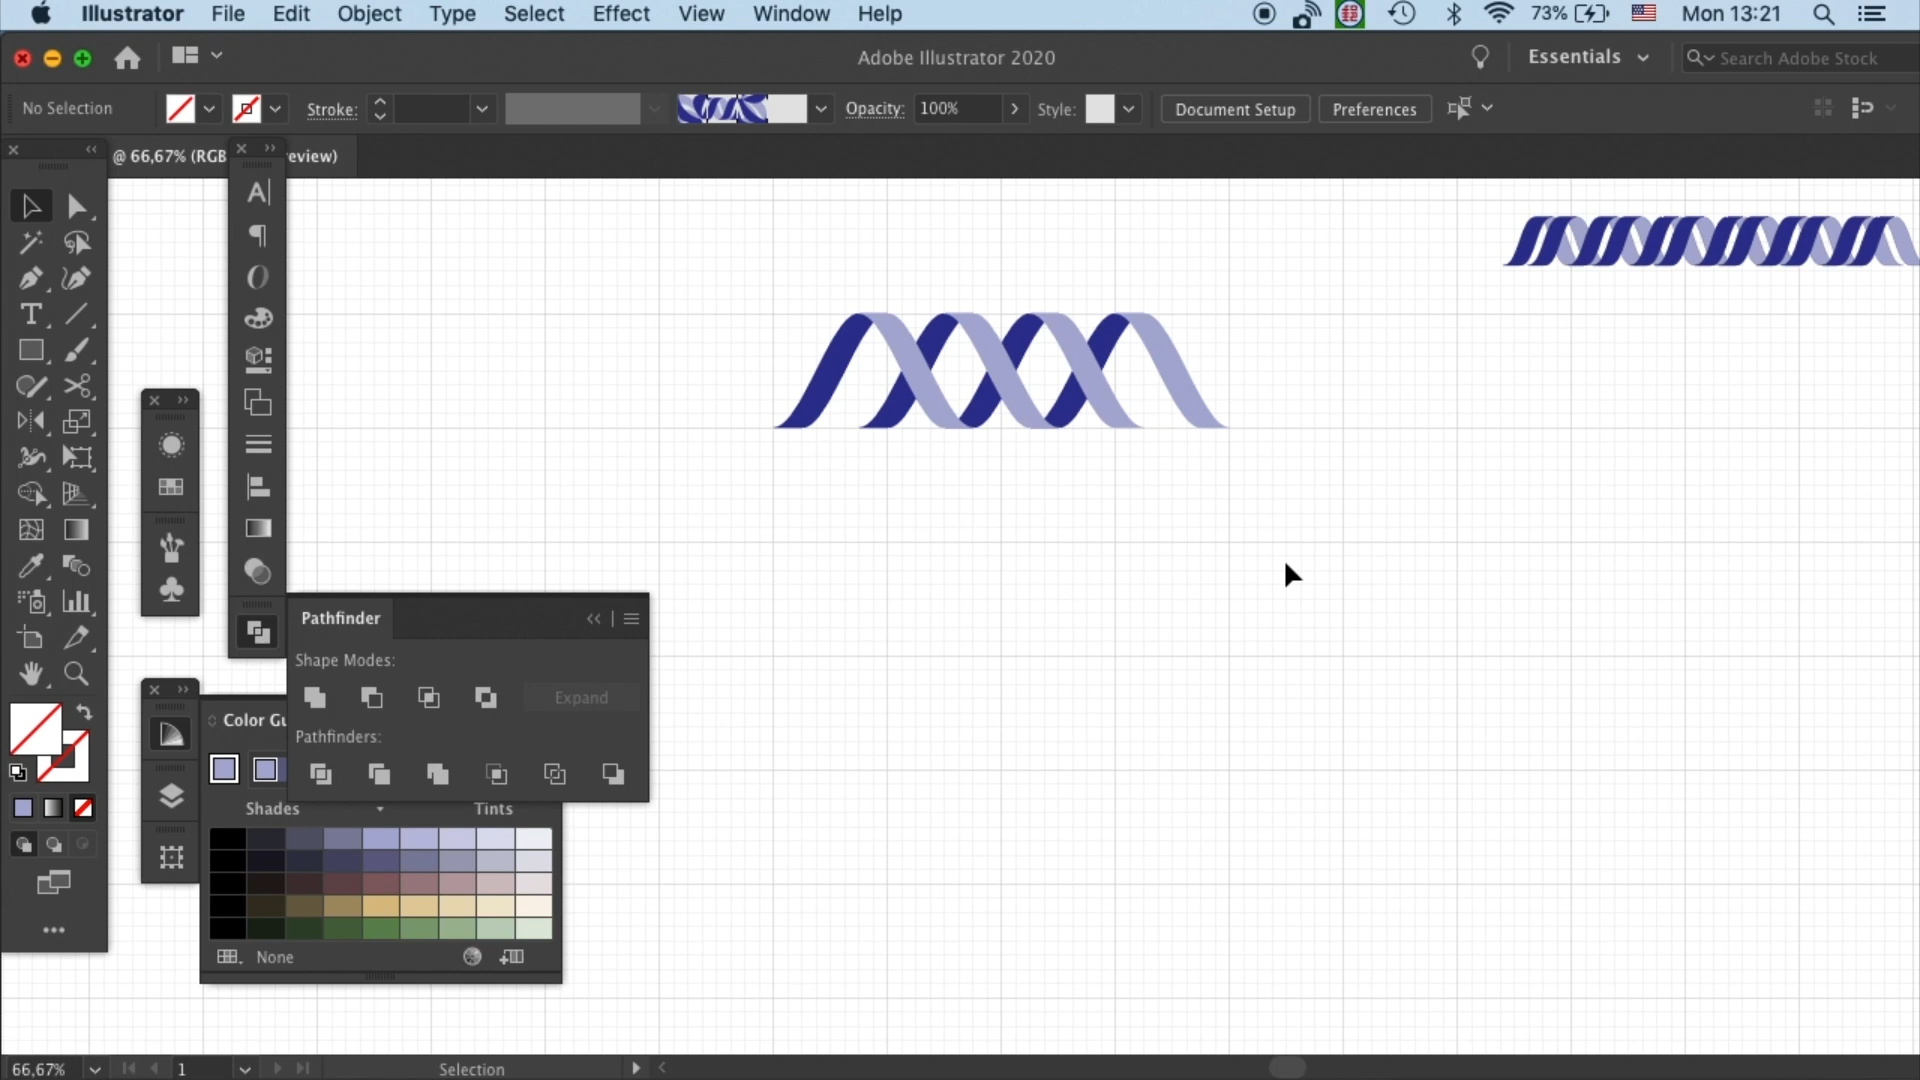 Illustrator File Edit Object Type Select Effect View Window Help 73% Mon 13:21
Adobe Illustrator 2020 Essentials Search Adobe Stock
No Selection Stroke: Opacity: 100% Style: Document Setup Preferences
@ 66,67% (RGB eview)
Pathfinder
Shape Modes:
Expand
Pathfinders:
Color Gu
Shades Tints
None
66,67% 1 Selection